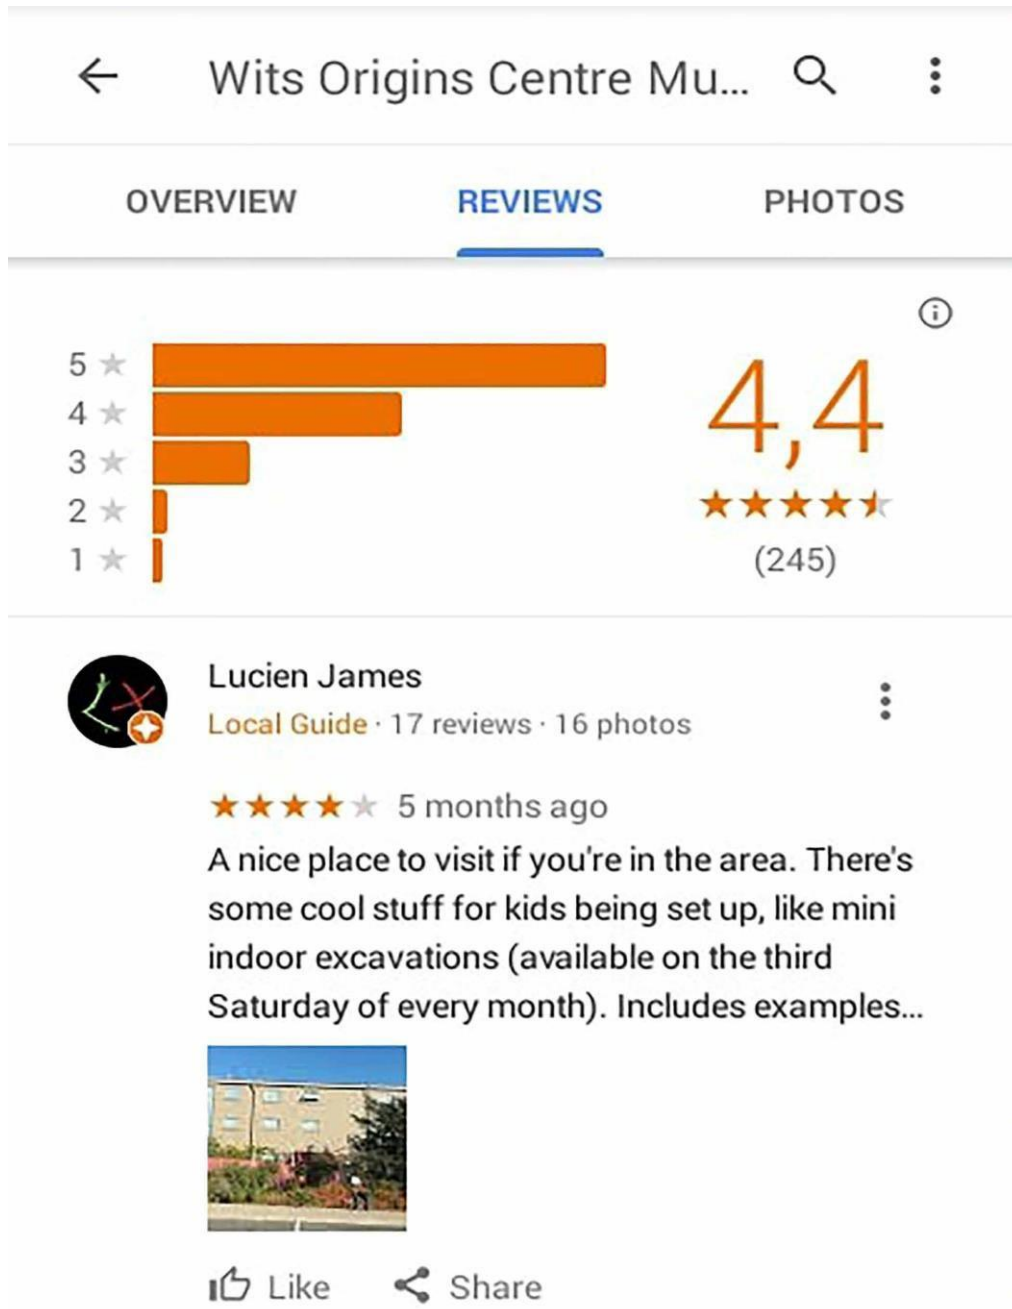 Wits Origins Centre Mu...
OVERVIEW REVIEWS PHOTOS
5
4
3
2
1
4,4
(245)
Lucien James
Local Guide · 17 reviews · 16 photos
5 months ago
A nice place to visit if you're in the area. There's
some cool stuff for kids being set up, like mini
indoor excavations (available on the third
Saturday of every month). Includes examples...
Like Share